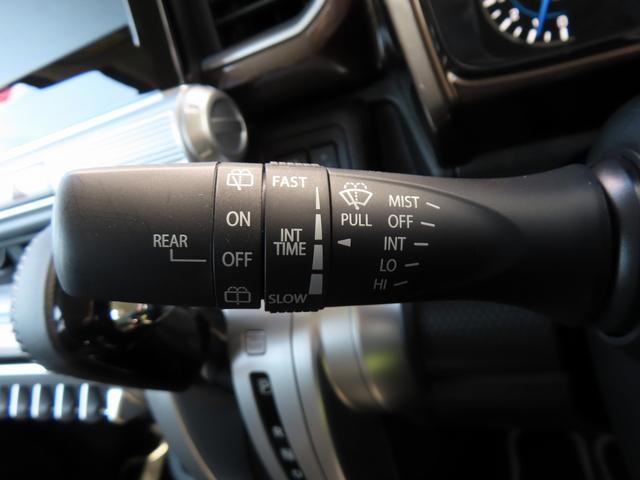 REAR
ON
OFF
FAST
INT
TIME
SLOW
PULL
MIST
OFF
INT
LO
HI
P
R